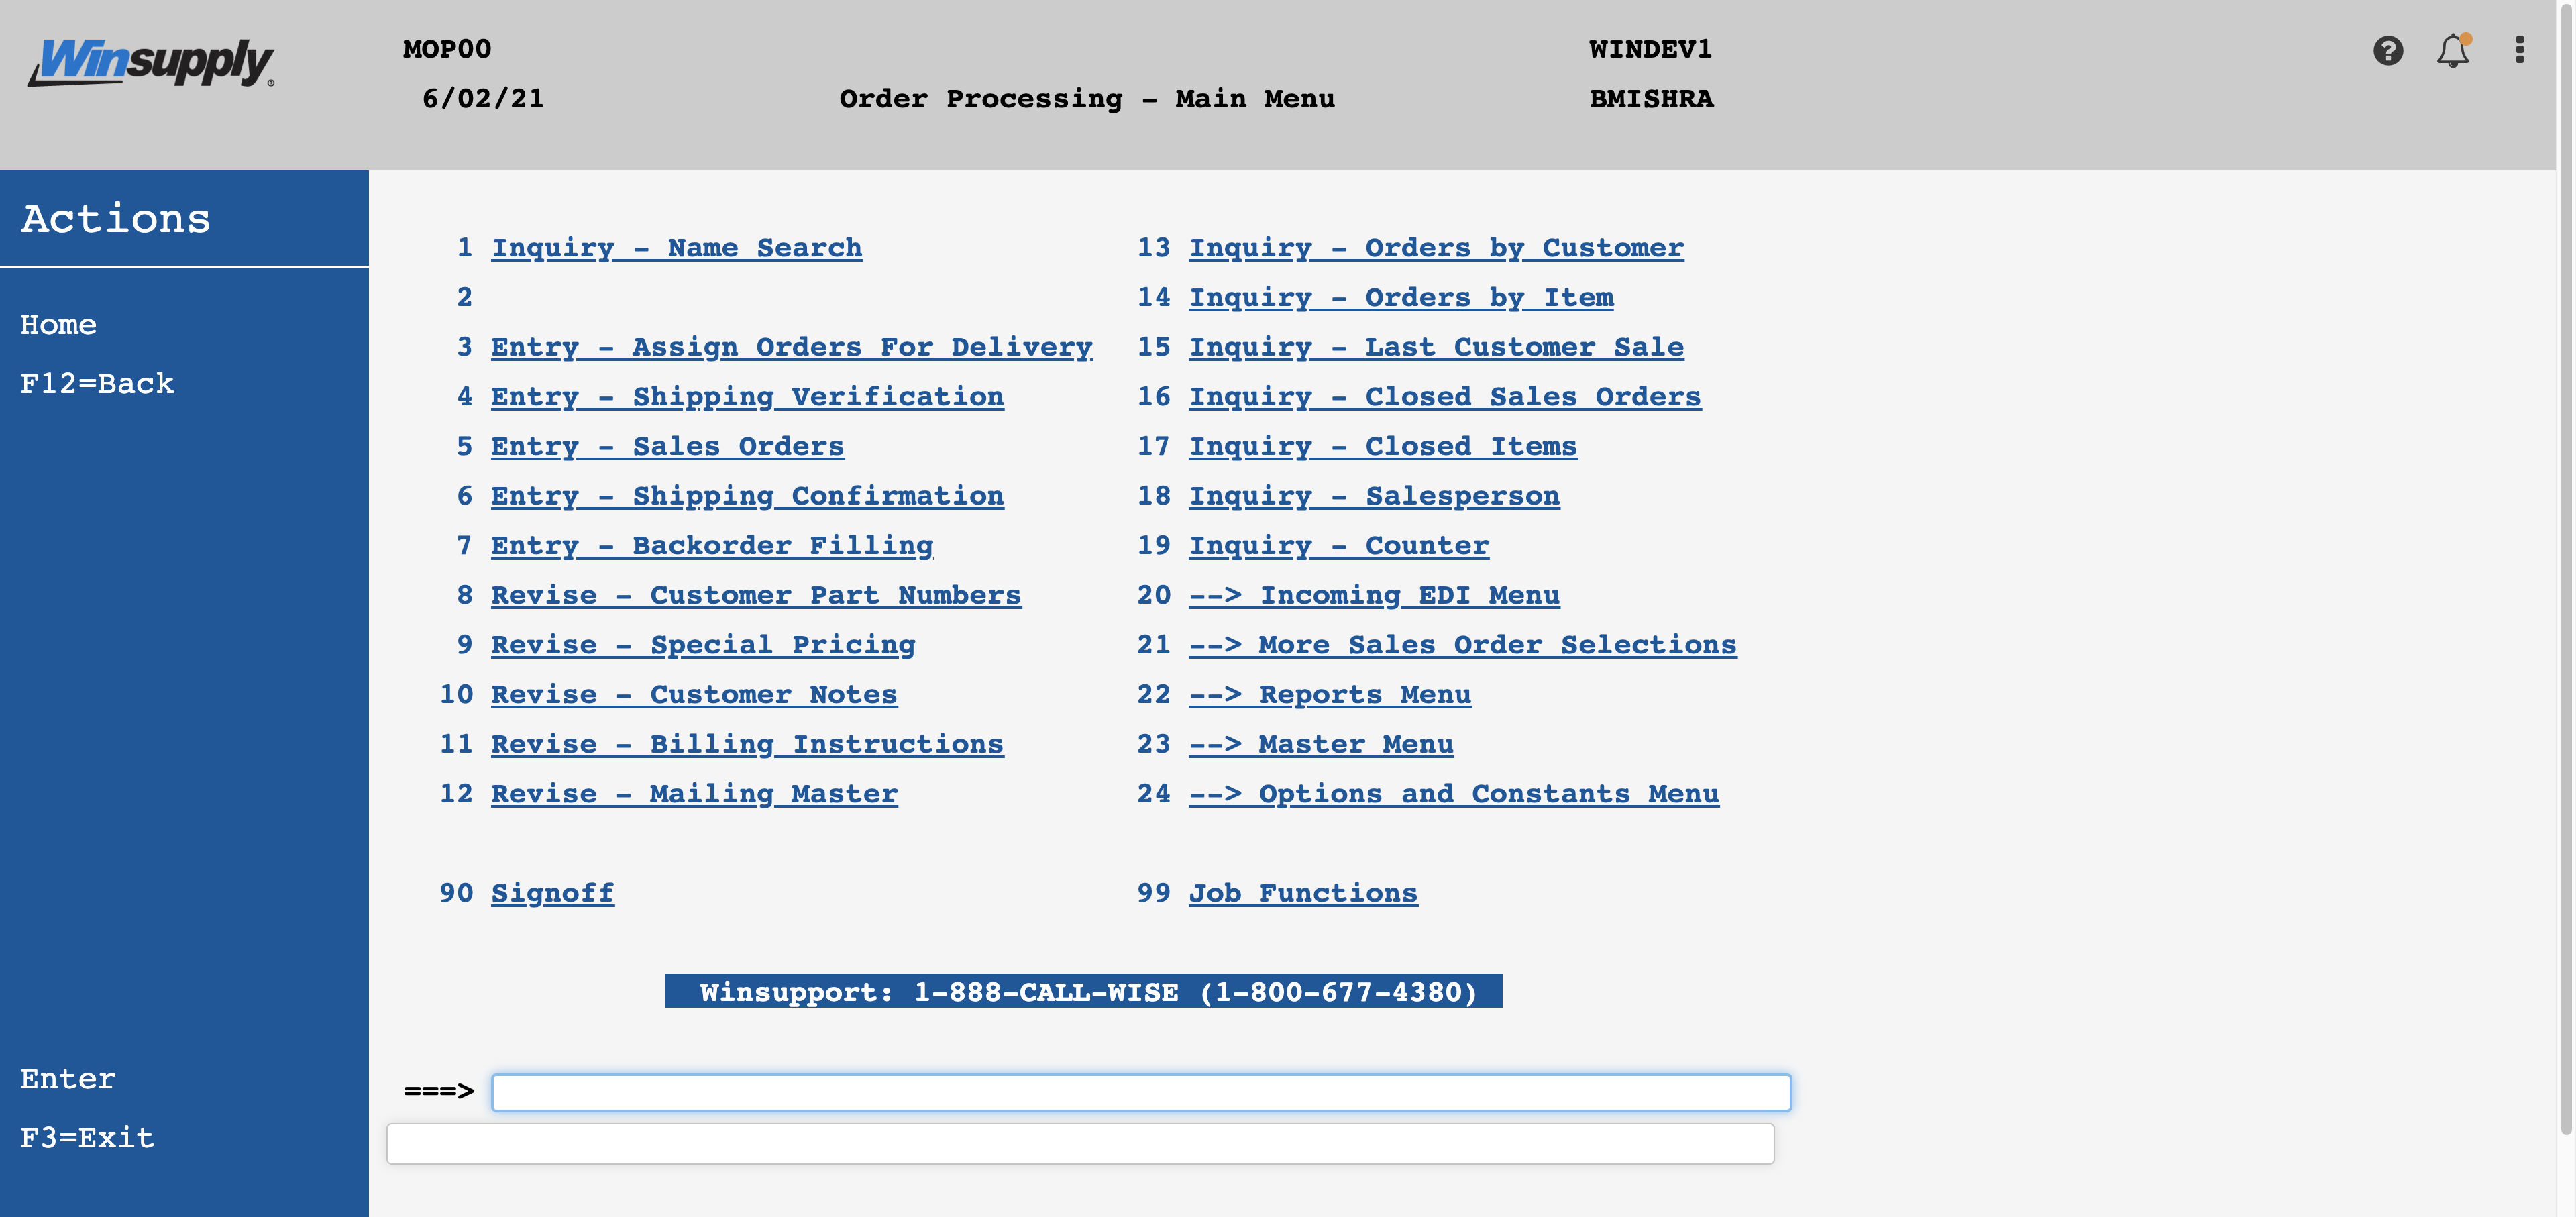 Winsupply®
MOP00 WINDEV1
6/02/21 Order Processing - Main Menu BMISHRA
Actions
Home
F12=Back
1 Inquiry - Name Search
2
3 Entry - Assign Orders For Delivery
4 Entry - Shipping Verification
5 Entry - Sales Orders
6 Entry - Shipping Confirmation
7 Entry - Backorder Filling
8 Revise - Customer Part Numbers
9 Revise - Special Pricing
10 Revise - Customer Notes
11 Revise - Billing Instructions
12 Revise - Mailing Master
13 Inquiry - Orders by Customer
14 Inquiry - Orders by Item
15 Inquiry - Last Customer Sale
16 Inquiry - Closed Sales Orders
17 Inquiry - Closed Items
18 Inquiry - Salesperson
19 Inquiry - Counter
20 --> Incoming EDI Menu
21 --> More Sales Order Selections
22 --> Reports Menu
23 --> Master Menu
24 --> Options and Constants Menu
90 Signoff
99 Job Functions
Winsupport: 1-888-CALL-WISE (1-800-677-4380)
===>
Enter
F3=Exit